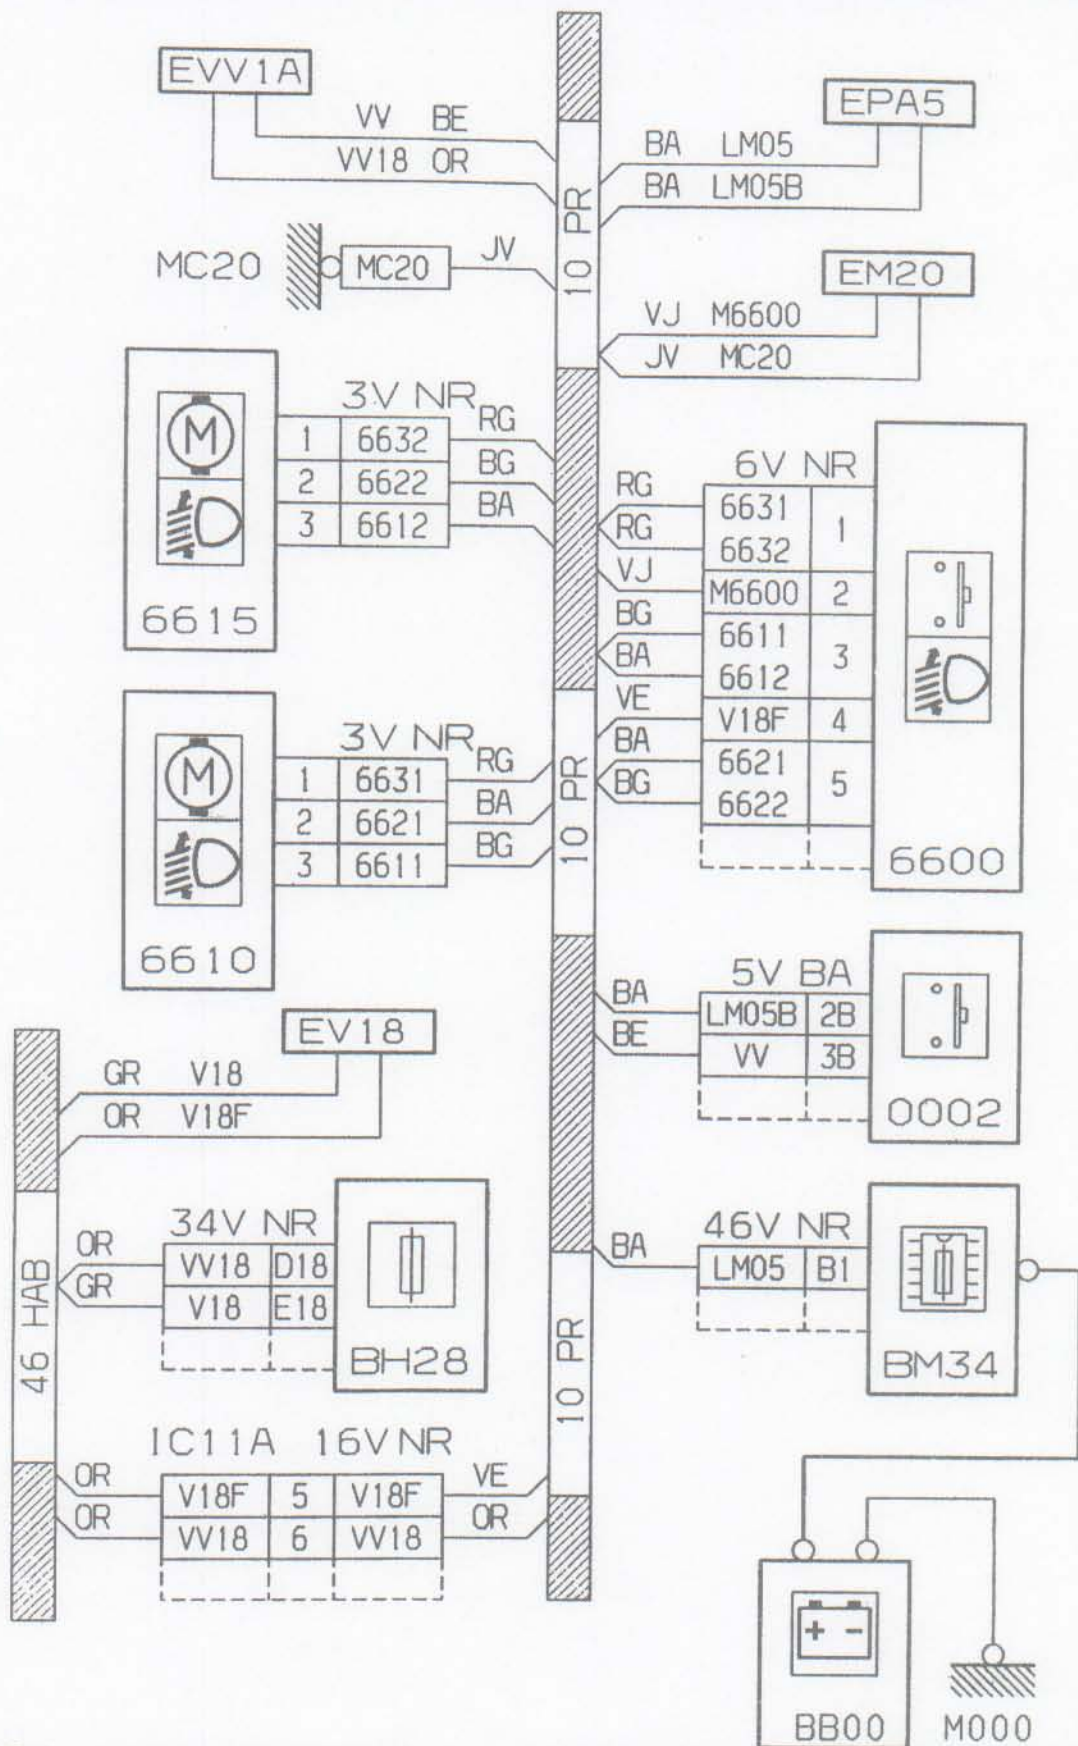 EVV1A
VV BE
VV18 OR
EPA5
BA LM05
BA LM05B
10 PR
MC20
MC20
JV
EM20
VJ M6600
JV MC20
3V NR
1 6632 RG
2 6622 BG
3 6612 BA
6615
6V NR
RG 6631
RG 6632
1
VJ M6600 2
BG 6611
BA 6612
3
VE V18F 4
BA 6621
BG 6622
5
6600
3V NR
1 6631 RG
2 6621 BA
3 6611 BG
6610
10 PR
5V BA
BA LM05B 2B
BE VV 3B
0002
EV18
GR V18
OR V18F
34V NR
OR VV18 D18
GR V18 E18
BH28
46 HAB
46V NR
BA LM05 B1
BM34
10 PR
IC11A 16V NR
OR V18F 5 V18F VE
OR VV18 6 VV18 OR
+ -
BB00
M000
M
M